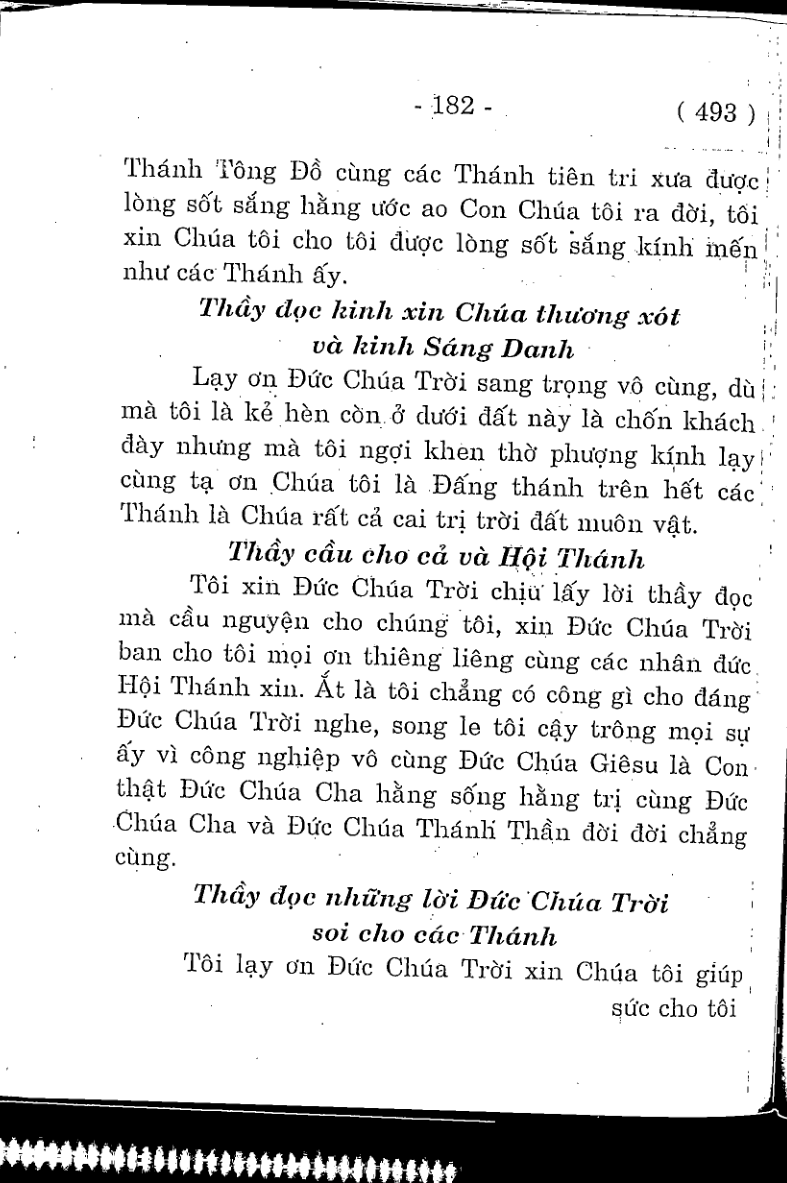 - 182 - ( 493 )
Thánh Tông Đồ cùng các Thánh tiên tri xưa được
lòng sốt sắng hằng ước ao Con Chúa tôi ra đời, tôi
xin Chúa tôi cho tôi được lòng sốt sắng kính mến
như các Thánh ấy.
Thầy đọc kinh xin Chúa thương xót
và kinh Sáng Danh
Lạy ơn Đức Chúa Trời sang trọng vô cùng, dù
mà tôi là kẻ hèn còn ở dưới đất này là chốn khách
đày nhưng mà tôi ngợi khen thờ phượng kính lạy
cùng tạ ơn Chúa tôi là Đấng thánh trên hết các
Thánh là Chúa rất cả cai trị trời đất muôn vật.
Thầy cầu cho cả và Hội Thánh
Tôi xin Đức Chúa Trời chịu lấy lời thầy đọc
mà cầu nguyện cho chúng tôi, xin Đức Chúa Trời
ban cho tôi mọi ơn thiêng liêng cùng các nhân đức
Hội Thánh xin. Ắt là tôi chẳng có công gì cho đáng
Đức Chúa Trời nghe, song le tôi cậy trông mọi sự
ấy vì công nghiệp vô cùng Đức Chúa Giêsu là Con
thật Đức Chúa Cha hằng sống hằng trị cùng Đức
Chúa Cha và Đức Chúa Thánh Thần đời đời chẳng
cùng.
Thầy đọc những lời Đức Chúa Trời
soi cho các Thánh
Tôi lạy ơn Đức Chúa Trời xin Chúa tôi giúp
sức cho tôi